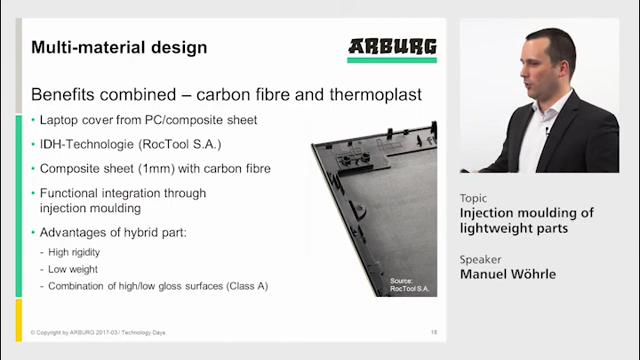 Multi-material design
ARBURG
Benefits combined – carbon fibre and thermoplast
• Laptop cover from PC/composite sheet
• IDH-Technologie (RocTool S.A.)
• Composite sheet (1mm) with carbon fibre
• Functional integration through
injection moulding
• Advantages of hybrid part:
- High rigidity
- Low weight
- Combination of high/low gloss surfaces (Class A)
Source:
RocTool S.A.
© Copyright by ARBURG 2017-03/ Technology Days
18
Topic
Injection moulding of
lightweight parts
Speaker
Manuel Wöhrle